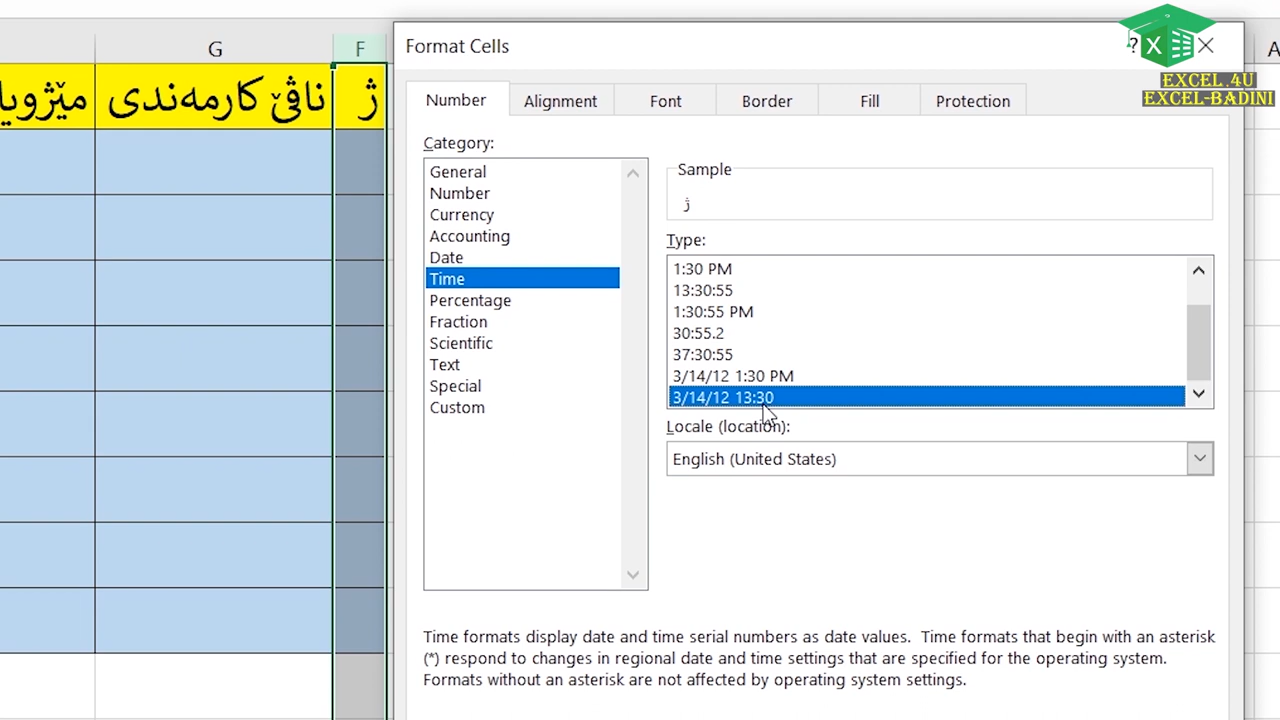 EXCEL.4U
EXCEL-BADINI
G
F
ژ
ناڤێ کارمەندی
Format Cells
?
Number
Alignment
Font
Border
Fill
Protection
Category:
General
Number
Currency
Accounting
Date
Time
Percentage
Fraction
Scientific
Text
Special
Custom
Sample
ژ
Type:
1:30 PM
13:30:55
1:30:55 PM
30:55.2
37:30:55
3/14/12 1:30 PM
3/14/12 13:30
Locale (location):
English (United States)
Time formats display date and time serial numbers as date values. Time formats that begin with an asterisk
(*) respond to changes in regional date and time settings that are specified for the operating system.
Formats without an asterisk are not affected by operating system settings.